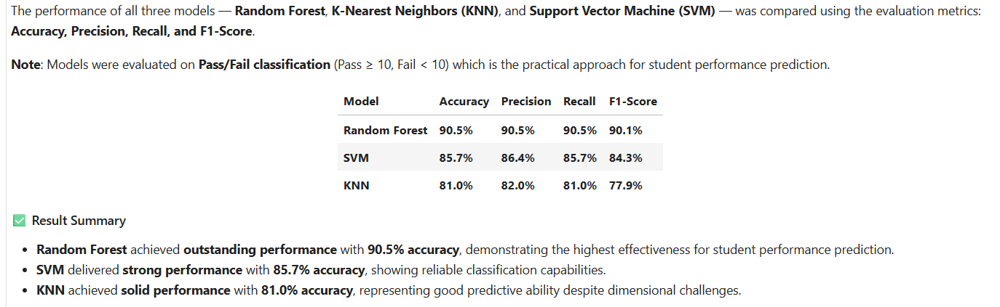 The performance of all three models — Random Forest, K-Nearest Neighbors (KNN), and Support Vector Machine (SVM) — was compared using the evaluation metrics:
Accuracy, Precision, Recall, and F1-Score.
Note: Models were evaluated on Pass/Fail classification (Pass ≥ 10, Fail < 10) which is the practical approach for student performance prediction.
Model Accuracy Precision Recall F1-Score
Random Forest 90.5% 90.5% 90.5% 90.1%
SVM 85.7% 86.4% 85.7% 84.3%
KNN 81.0% 82.0% 81.0% 77.9%
✅ Result Summary
• Random Forest achieved outstanding performance with 90.5% accuracy, demonstrating the highest effectiveness for student performance prediction.
• SVM delivered strong performance with 85.7% accuracy, showing reliable classification capabilities.
• KNN achieved solid performance with 81.0% accuracy, representing good predictive ability despite dimensional challenges.